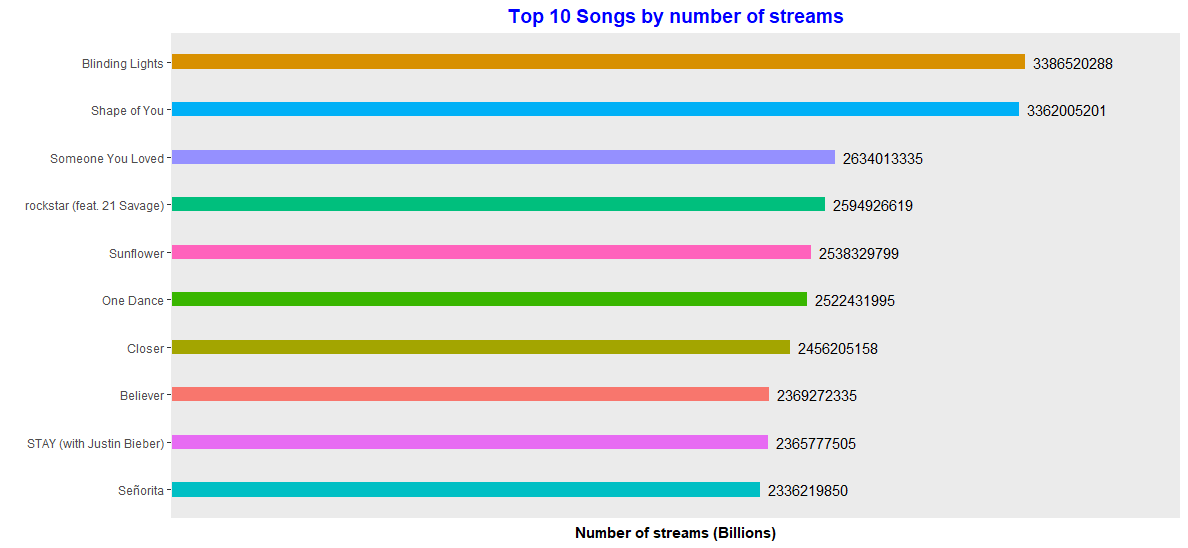 Top 10 Songs by number of streams
Blinding Lights 3386520288
Shape of You 3362005201
Someone You Loved 2634013335
rockstar (feat. 21 Savage) 2594926619
Sunflower 2538329799
One Dance 2522431995
Closer 2456205158
Believer 2369272335
STAY (with Justin Bieber) 2365777505
Señorita 2336219850
Number of streams (Billions)